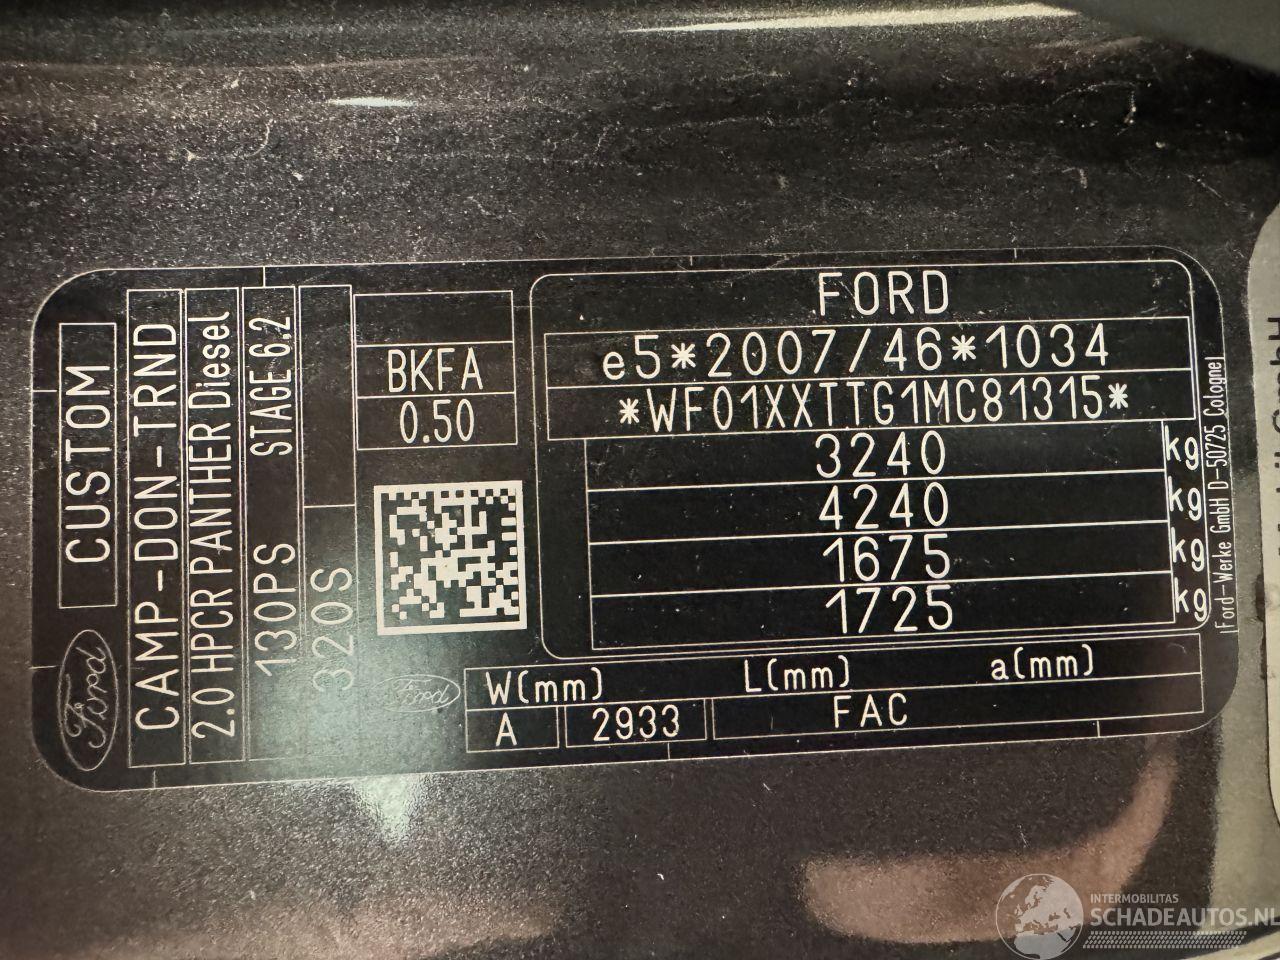 FORD
e5*2007/46*1034
*WF01XXTTG1MC81315*
3240 kg
4240 kg
1675 kg
1725 kg
Ford-Werke GmbH D-50725 Cologne
BKFA
0.50
CUSTOM
CAMP-DON-TRND
2.0 HPCR PANTHER Diesel
130PS STAGE 6.2
320S
Ford
Ford
W(mm) L(mm) a(mm)
A 2933 FAC
INTERMOBILITAS
SCHADEAUTOS.NL